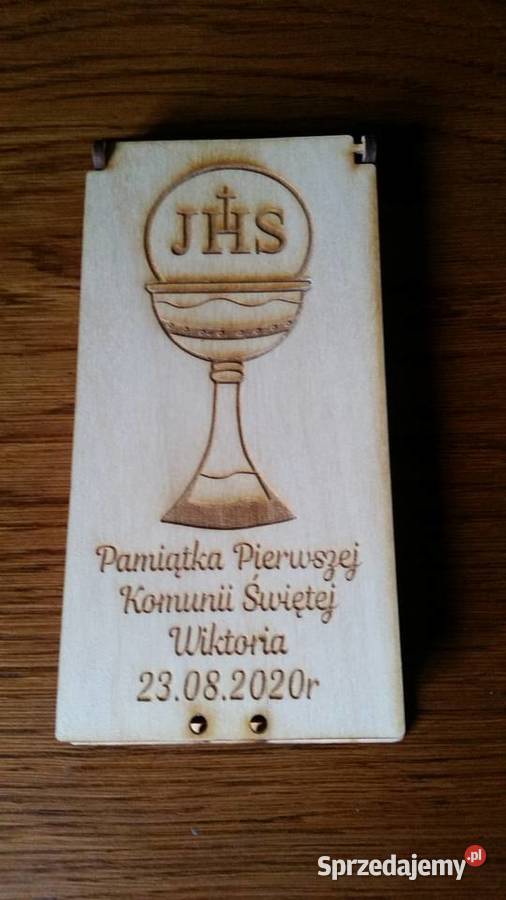 JHS
Pamiątka Pierwszej
Komunii Świętej
Wiktoria
23.08.2020r
Sprzedajemy.pl